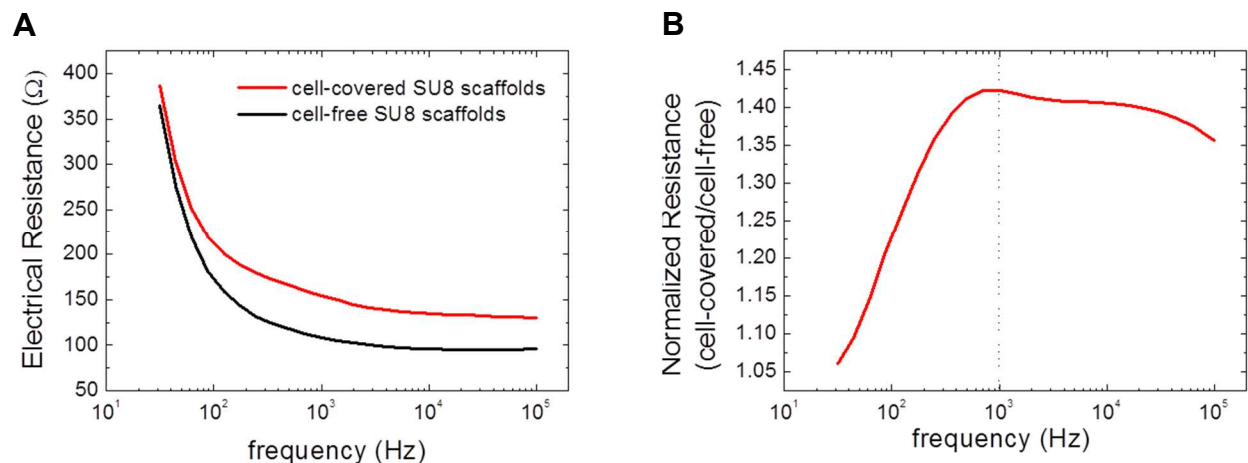 A
Electrical Resistance (Ω)
400
350
300
250
200
150
100
50
cell-covered SU8 scaffolds
cell-free SU8 scaffolds
10¹ 10² 10³ 10⁴ 10⁵
frequency (Hz)
B
Normalized Resistance
(cell-covered/cell-free)
1.45
1.40
1.35
1.30
1.25
1.20
1.15
1.10
1.05
10¹ 10² 10³ 10⁴ 10⁵
frequency (Hz)